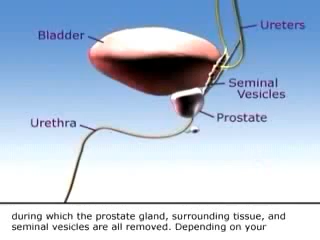 Ureters
Bladder
Seminal
Vesicles
Prostate
Urethra
during which the prostate gland, surrounding tissue, and
seminal vesicles are all removed. Depending on your